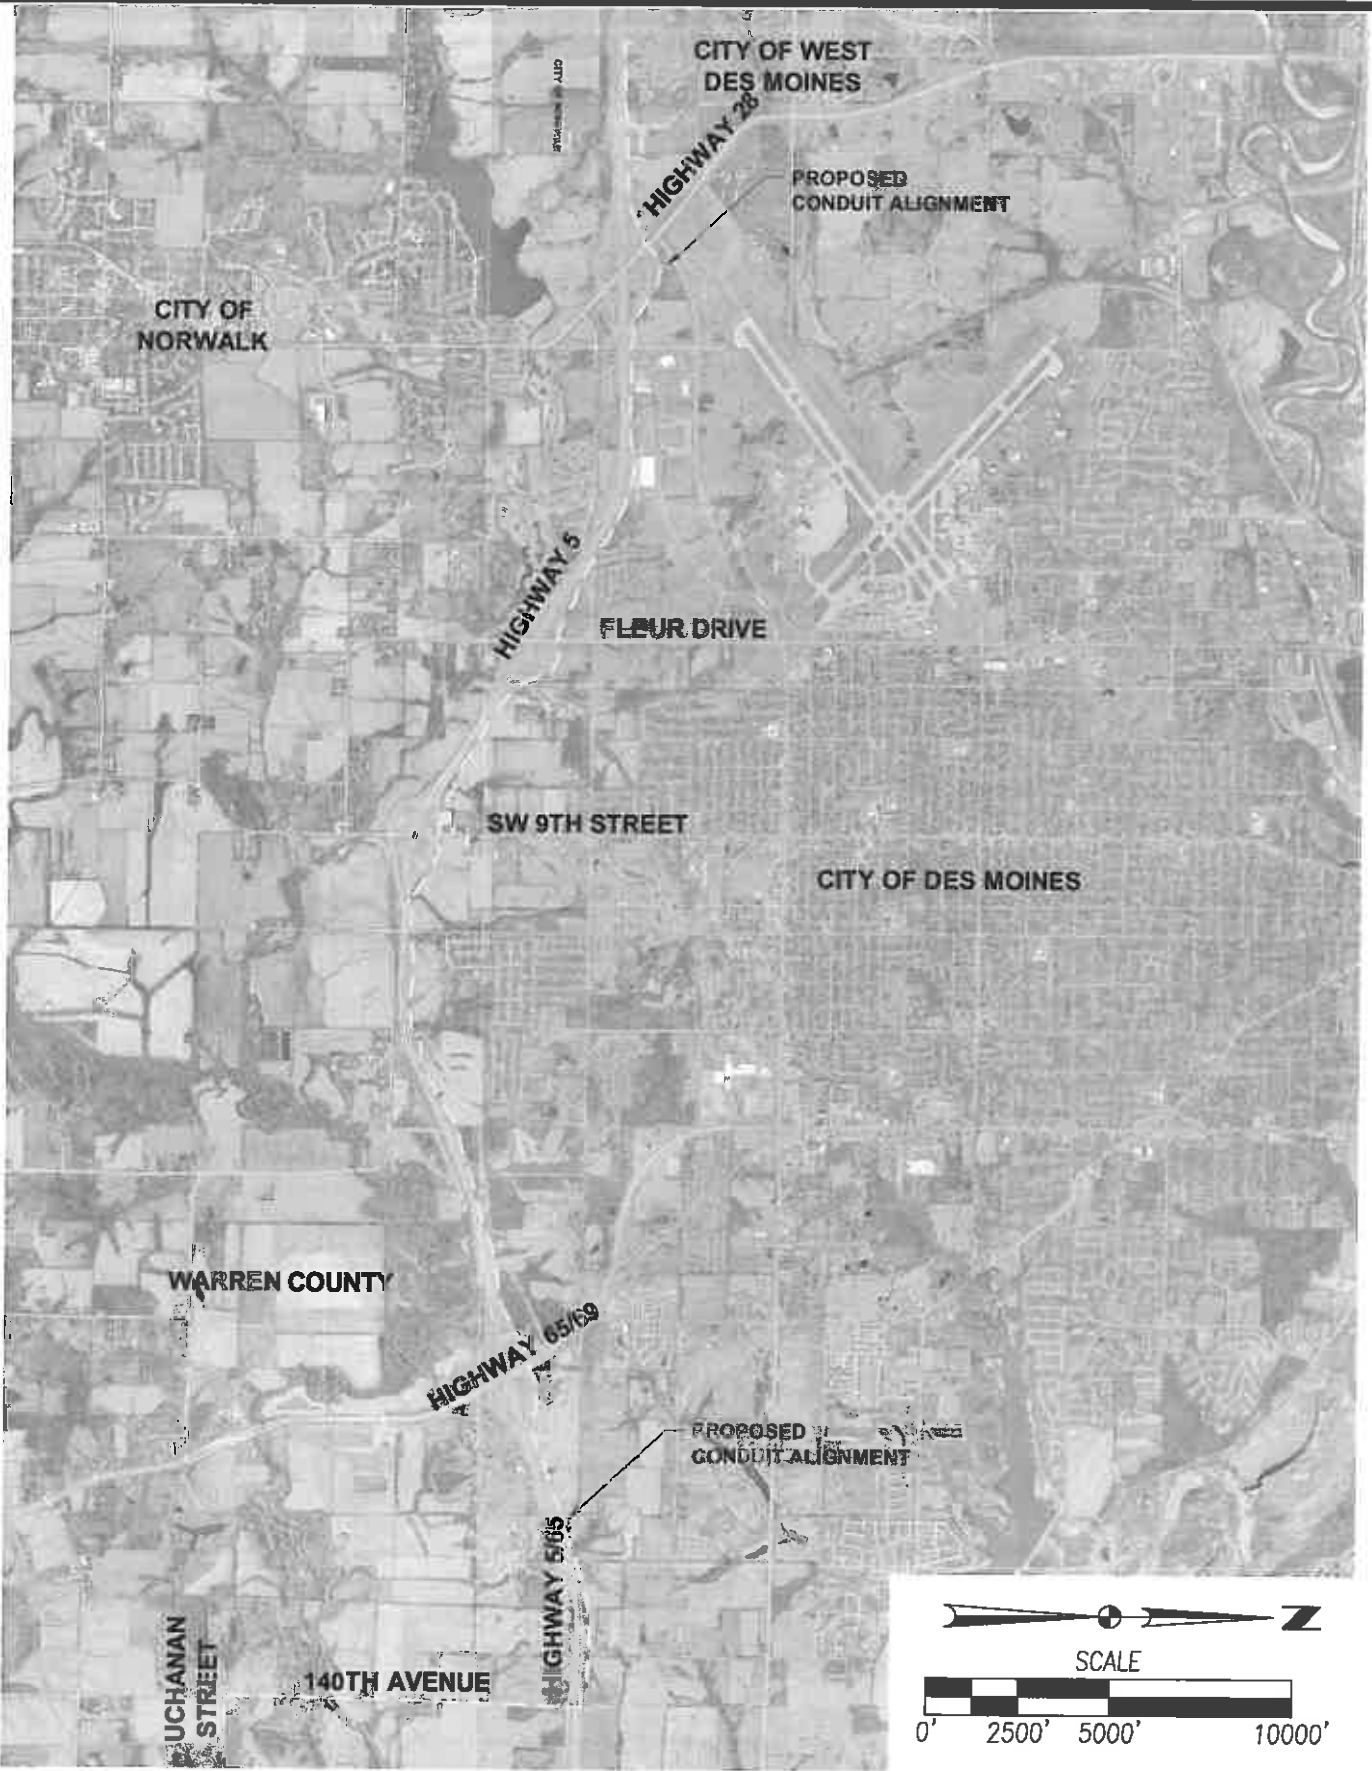 CITY OF WEST
DES MOINES
HIGHWAY 28
PROPOSED
CONDUIT ALIGNMENT
CITY OF
NORWALK
HIGHWAY 5
FLEUR DRIVE
SW 9TH STREET
CITY OF DES MOINES
WARREN COUNTY
HIGHWAY 65/69
PROPOSED
CONDUIT ALIGNMENT
GHWAY 5/65
UCHANAN
STREET
140TH AVENUE
N
SCALE
0' 2500' 5000' 10000'